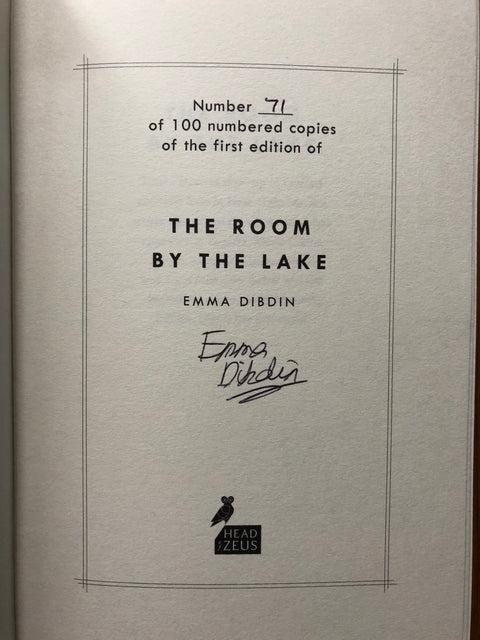 Number 71
of 100 numbered copies
of the first edition of
THE ROOM
BY THE LAKE
EMMA DIBDIN
Emma
Dibdin
HEAD
of ZEUS